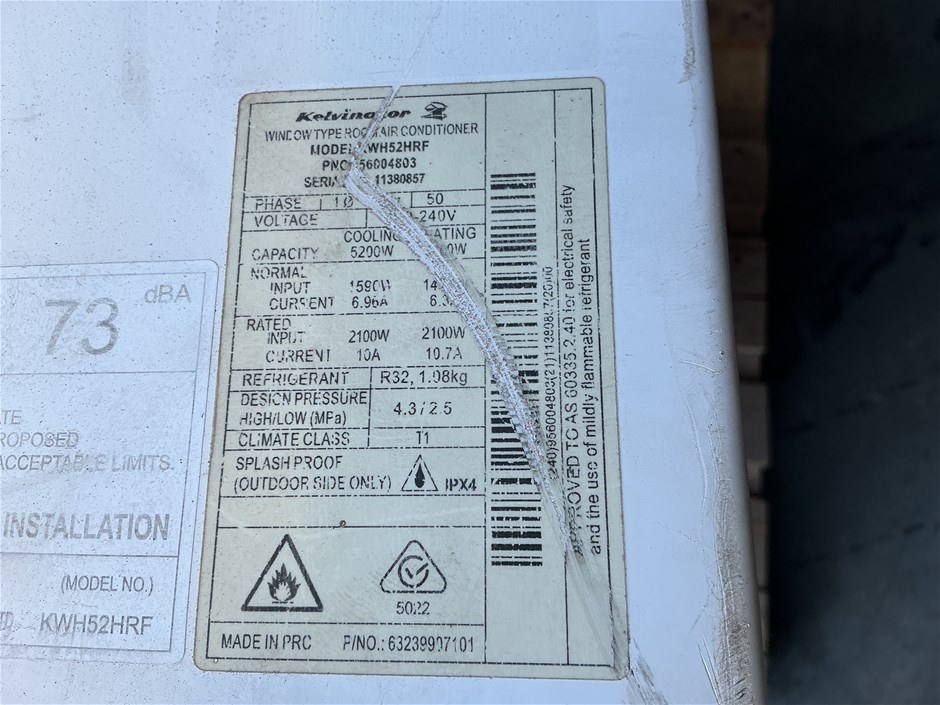 Kelvinator
WINDOW TYPE ROOM AIR CONDITIONER
MODEL KWH52HRF
PNC 956004803
SERIAL 11380857
PHASE 1Ø 50
VOLTAGE -240V
COOLING HEATING
CAPACITY 5200W
NORMAL
INPUT 1590W
CURRENT 6.96A
RATED
INPUT 2100W 2100W
CURRENT 10A 10.7A
REFRIGERANT R32, 1.08kg
DESIGN PRESSURE
HIGH/LOW (MPa) 4.3 / 2.5
CLIMATE CLASS T1
SPLASH PROOF
(OUTDOOR SIDE ONLY) IPX4
5022
MADE IN PRC P/NO.: 63239907101
APPROVED TO AS 60335.2.40 for electrical safety
and the use of mildly flammable refrigerant
73 dBA
ACCEPTABLE LIMITS.
INSTALLATION
(MODEL NO.)
KWH52HRF